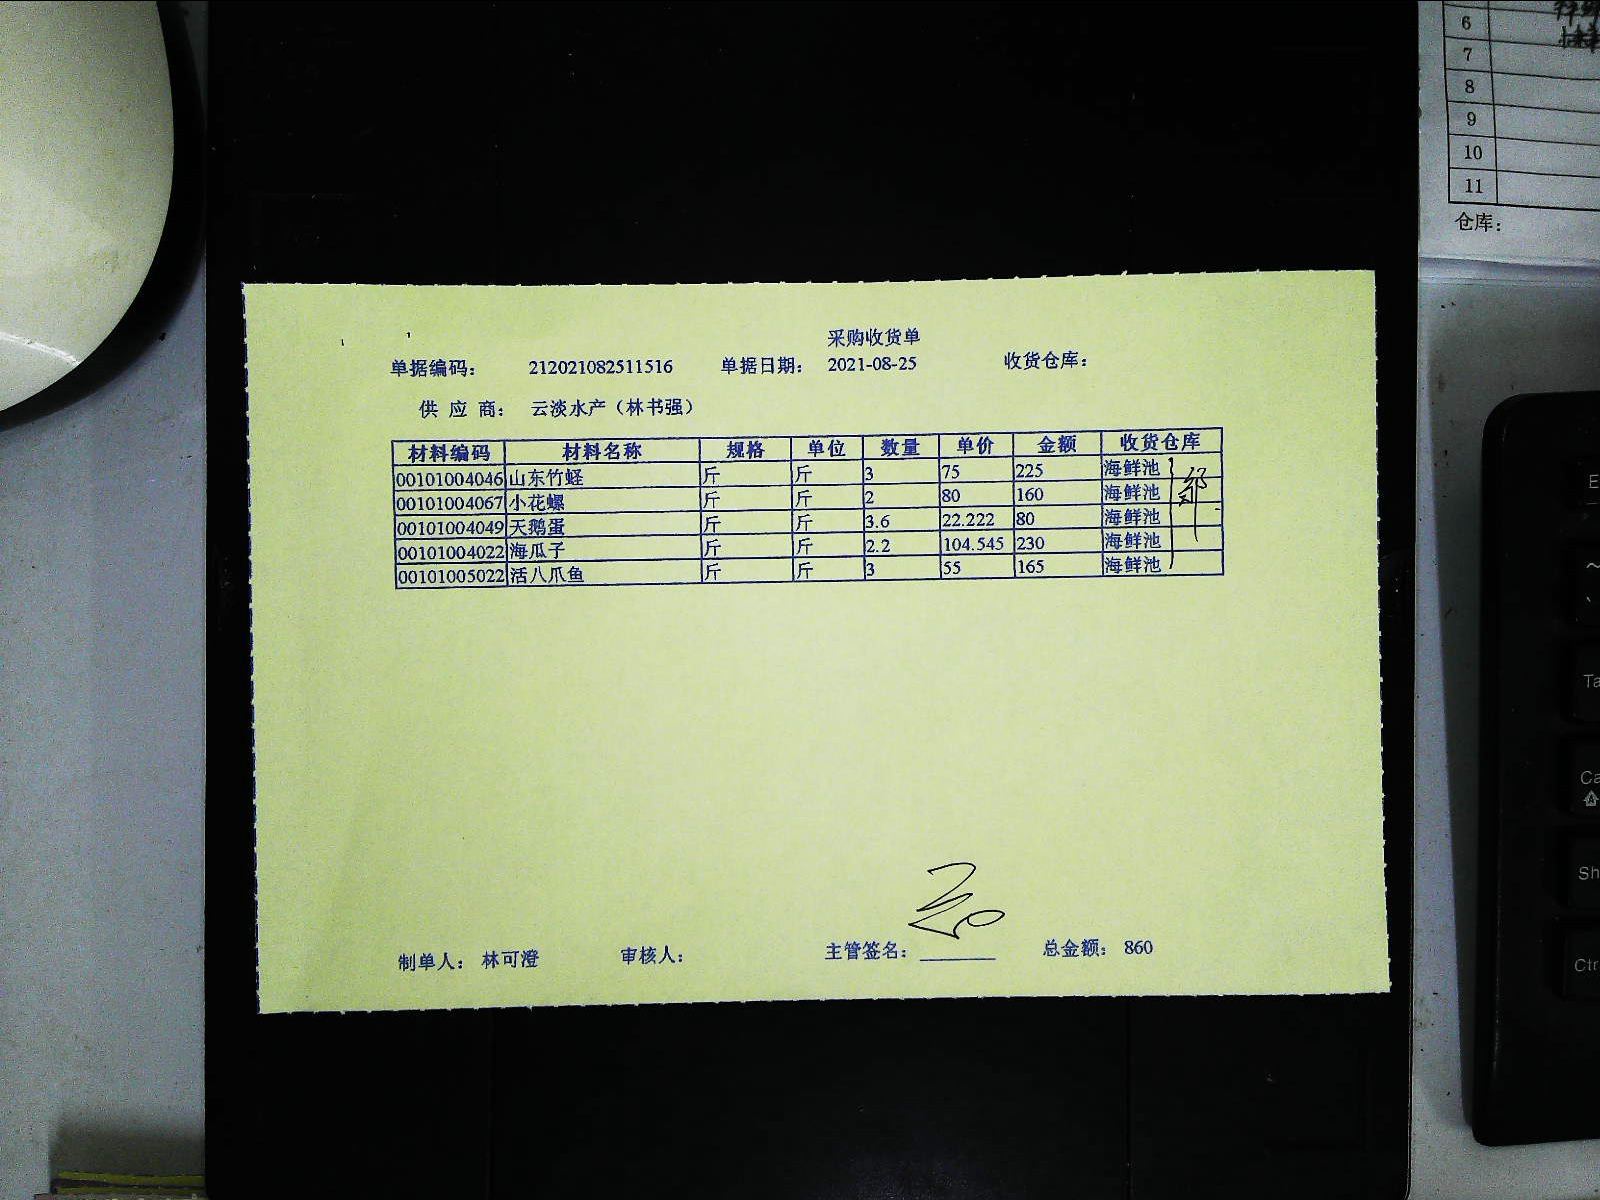 采购收货单
单据编码： 212021082511516 单据日期： 2021-08-25 收货仓库：
供 应 商： 云淡水产（林书强）
材料编码 材料名称 规格 单位 数量 单价 金额 收货仓库
00101004046 山东竹蛏 斤 斤 3 75 225 海鲜池
00101004067 小花螺 斤 斤 2 80 160 海鲜池
00101004049 天鹅蛋 斤 斤 3.6 22.222 80 海鲜池
00101004022 海瓜子 斤 斤 2.2 104.545 230 海鲜池
00101005022 活八爪鱼 斤 斤 3 55 165 海鲜池
制单人： 林可澄 审核人： 主管签名： 总金额： 860
6
7
8
9
10
11
仓库：